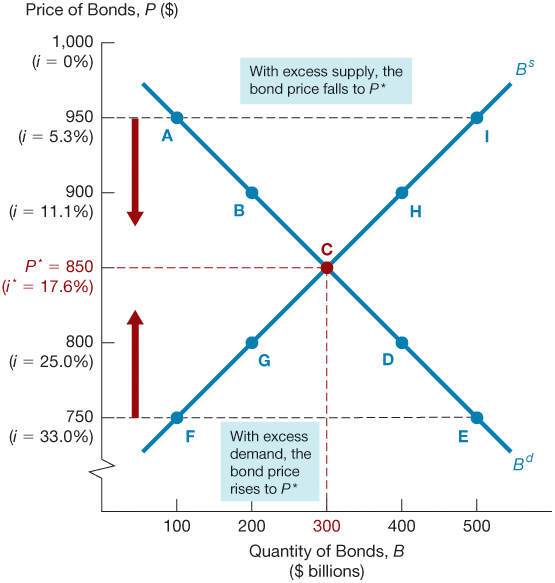 Price of Bonds, P ($)
1,000
(i = 0%)
With excess supply, the
bond price falls to P*
Bˢ
950
(i = 5.3%)
A
I
900
(i = 11.1%)
B
H
C
P* = 850
(i* = 17.6%)
800
(i = 25.0%)
G
D
750
(i = 33.0%)
F
E
With excess
demand, the
bond price
rises to P*
Bᵈ
100
200
300
400
500
Quantity of Bonds, B
($ billions)